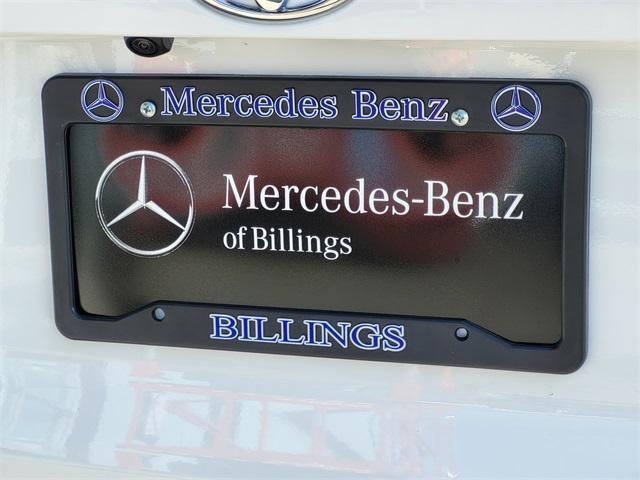 Mercedes Benz
Mercedes-Benz
of Billings
BILLINGS